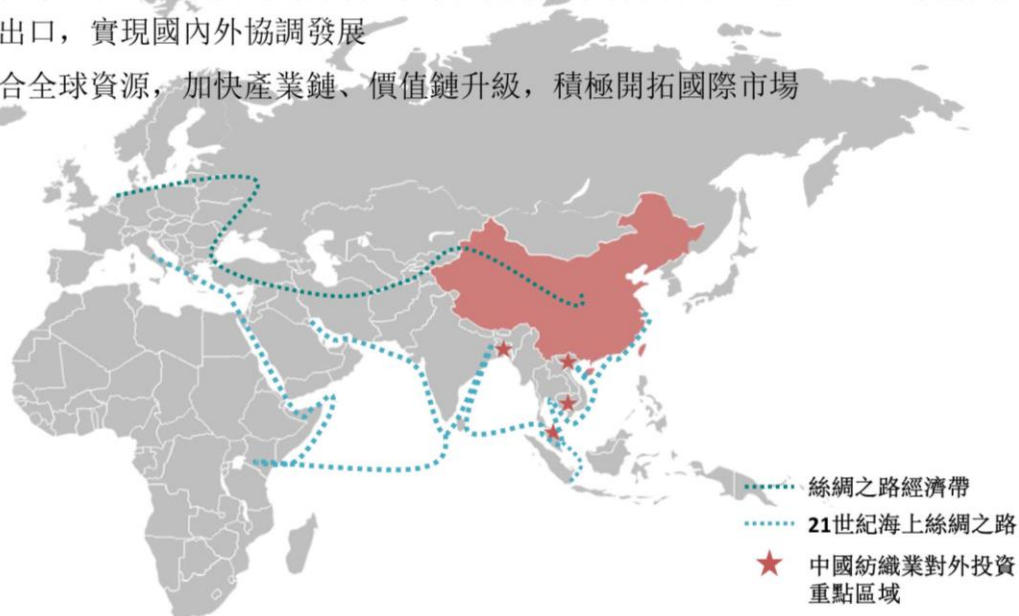 出口，實現國內外協調發展
合全球資源，加快產業鏈、價值鏈升級，積極開拓國際市場
絲綢之路經濟帶
21世紀海上絲綢之路
中國紡織業對外投資
重點區域